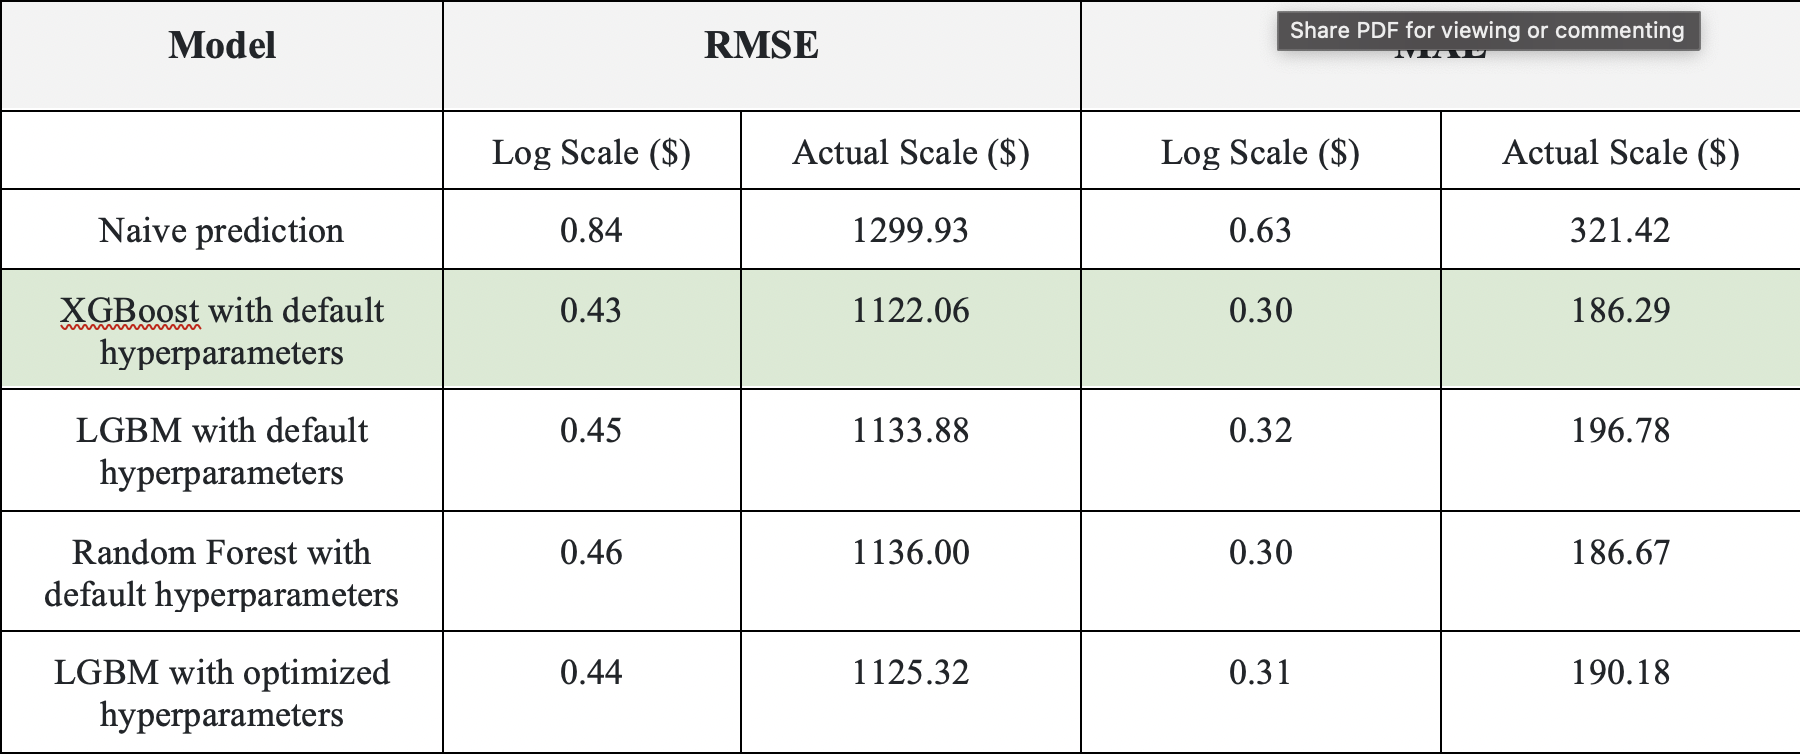 Model RMSE
Share PDF for viewing or commenting
Log Scale ($) Actual Scale ($) Log Scale ($) Actual Scale ($)
Naive prediction 0.84 1299.93 0.63 321.42
XGBoost with default 0.43 1122.06 0.30 186.29
hyperparameters
LGBM with default 0.45 1133.88 0.32 196.78
hyperparameters
Random Forest with 0.46 1136.00 0.30 186.67
default hyperparameters
LGBM with optimized 0.44 1125.32 0.31 190.18
hyperparameters